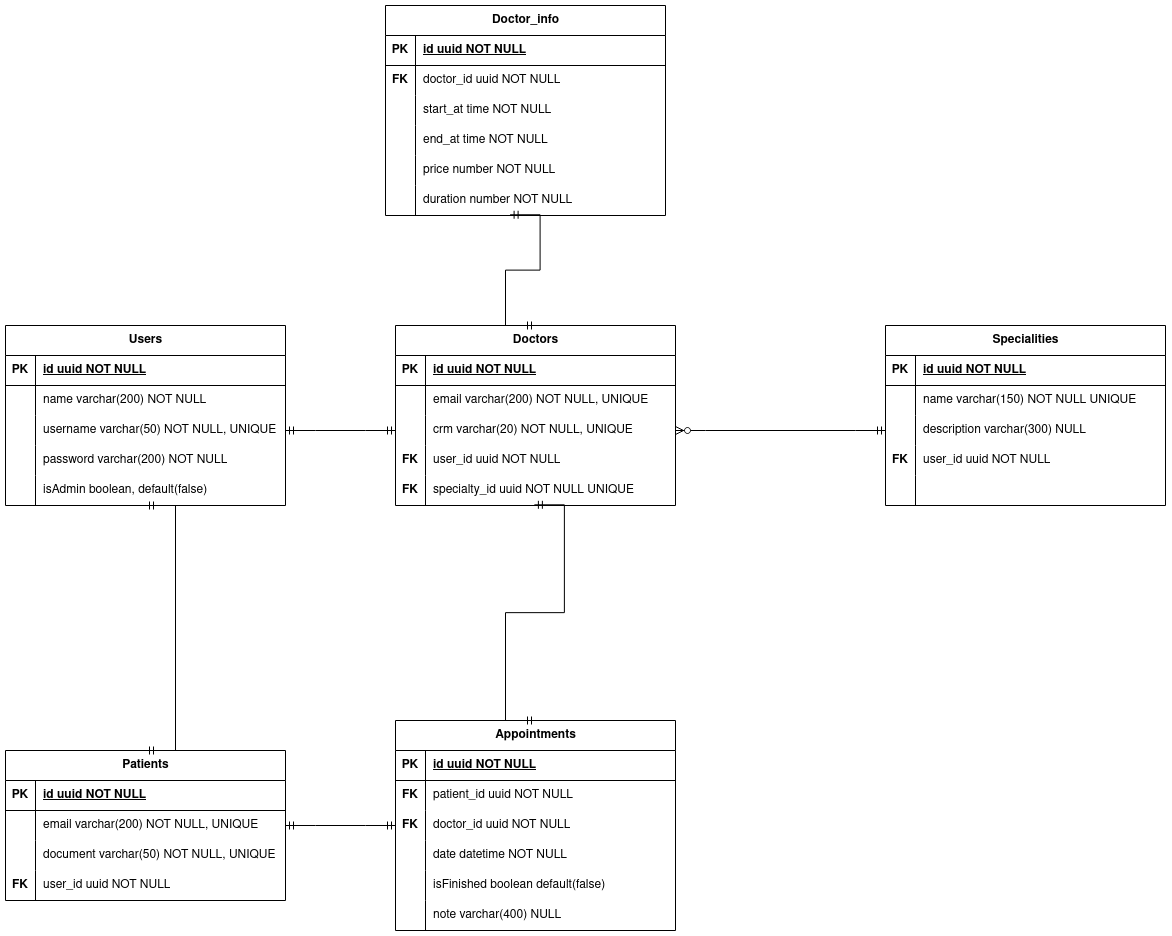 Doctor_info
PK id uuid NOT NULL
FK doctor_id uuid NOT NULL
start_at time NOT NULL
end_at time NOT NULL
price number NOT NULL
duration number NOT NULL
Users
PK id uuid NOT NULL
name varchar(200) NOT NULL
username varchar(50) NOT NULL, UNIQUE
password varchar(200) NOT NULL
isAdmin boolean, default(false)
Doctors
PK id uuid NOT NULL
email varchar(200) NOT NULL, UNIQUE
crm varchar(20) NOT NULL, UNIQUE
FK user_id uuid NOT NULL
FK specialty_id uuid NOT NULL UNIQUE
Specialities
PK id uuid NOT NULL
name varchar(150) NOT NULL UNIQUE
description varchar(300) NULL
FK user_id uuid NOT NULL
Patients
PK id uuid NOT NULL
email varchar(200) NOT NULL, UNIQUE
document varchar(50) NOT NULL, UNIQUE
FK user_id uuid NOT NULL
Appointments
PK id uuid NOT NULL
FK patient_id uuid NOT NULL
FK doctor_id uuid NOT NULL
date datetime NOT NULL
isFinished boolean default(false)
note varchar(400) NULL